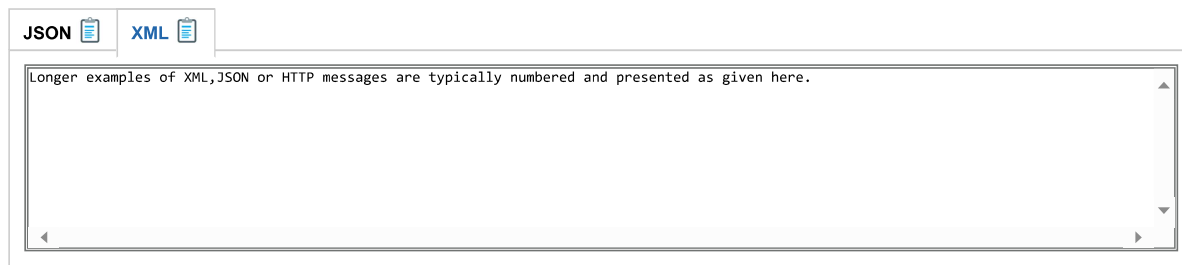 JSON XML
Longer examples of XML,JSON or HTTP messages are typically numbered and presented as given here.